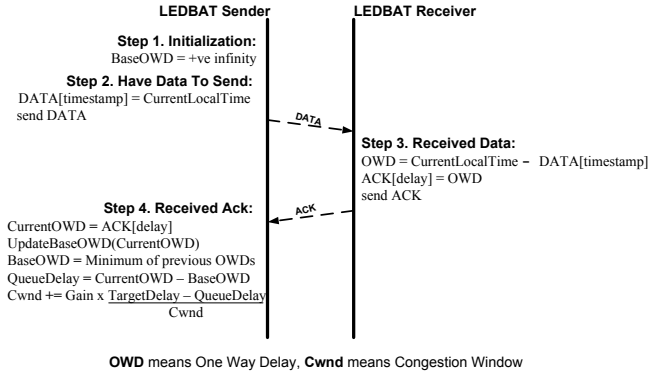 LEDBAT Sender
LEDBAT Receiver
Step 1. Initialization:
BaseOWD = +ve infinity
Step 2. Have Data To Send:
DATA[timestamp] = CurrentLocalTime
send DATA
DATA
Step 3. Received Data:
OWD = CurrentLocalTime – DATA[timestamp]
ACK[delay] = OWD
send ACK
ACK
Step 4. Received Ack:
CurrentOWD = ACK[delay]
UpdateBaseOWD(CurrentOWD)
BaseOWD = Minimum of previous OWDs
QueueDelay = CurrentOWD – BaseOWD
Cwnd += Gain x TargetDelay – QueueDelay
Cwnd
OWD means One Way Delay, Cwnd means Congestion Window